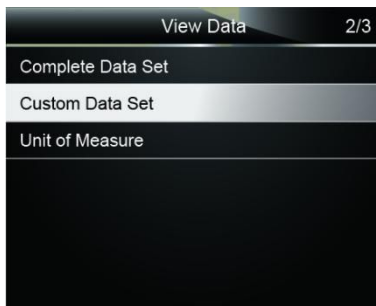 View Data 2/3
Complete Data Set
Custom Data Set
Unit of Measure